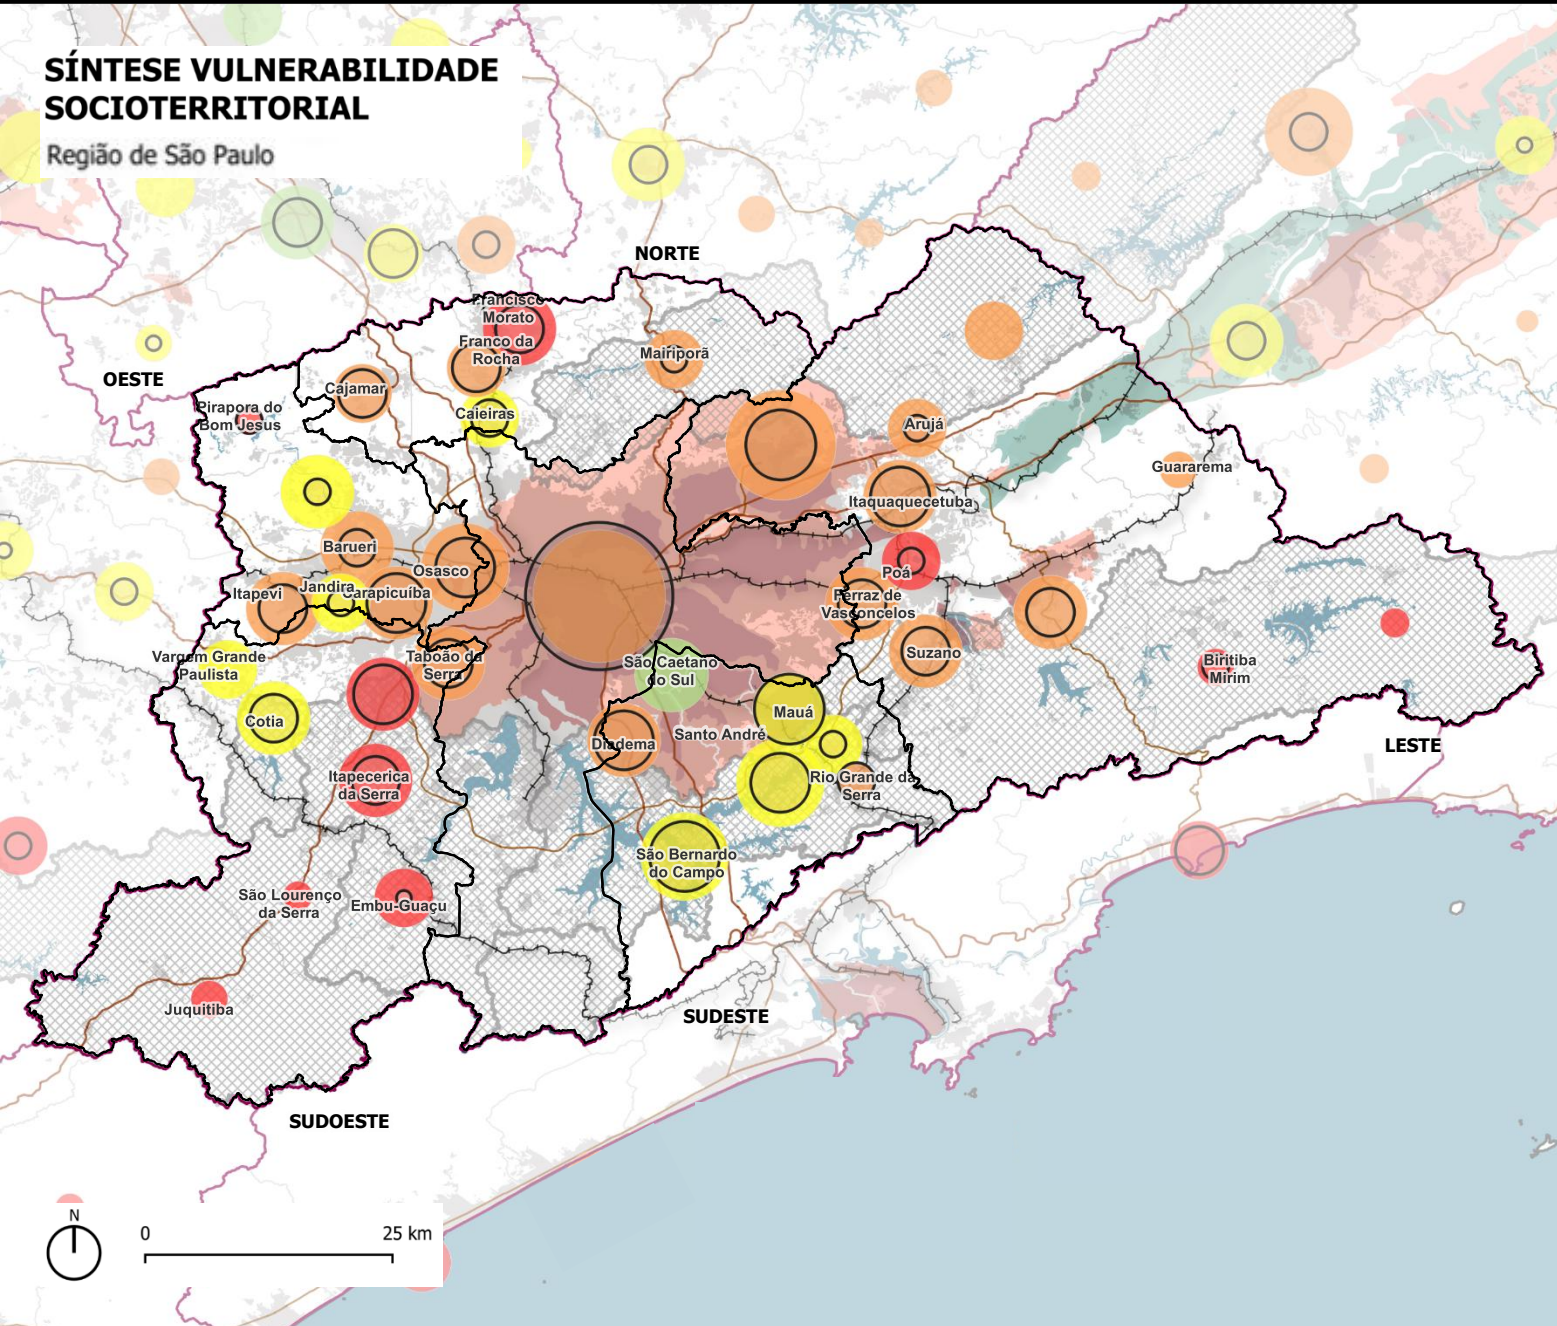 SÍNTESE VULNERABILIDADE
SOCIOTERRITORIAL
Região de São Paulo
NORTE
Francisco
Morato
Franco da
Rocha
Mairiporã
OESTE
Cajamar
Pirapora do
Bom Jesus
Caieiras
Arujá
Guararema
Itaquaquecetuba
Barueri
Osasco
Poá
Itapevi
Jandira
Carapicuíba
Ferraz de
Vasconcelos
Suzano
Vargem Grande
Paulista
Taboão da
Serra
São Caetano
do Sul
Biritiba
Mirim
Cotia
Mauá
Diadema
Santo André
LESTE
Itapecerica
da Serra
Rio Grande da
Serra
São Bernardo
do Campo
São Lourenço
da Serra
Embu-Guaçu
Juquitiba
SUDESTE
SUDOESTE
N
0
25 km